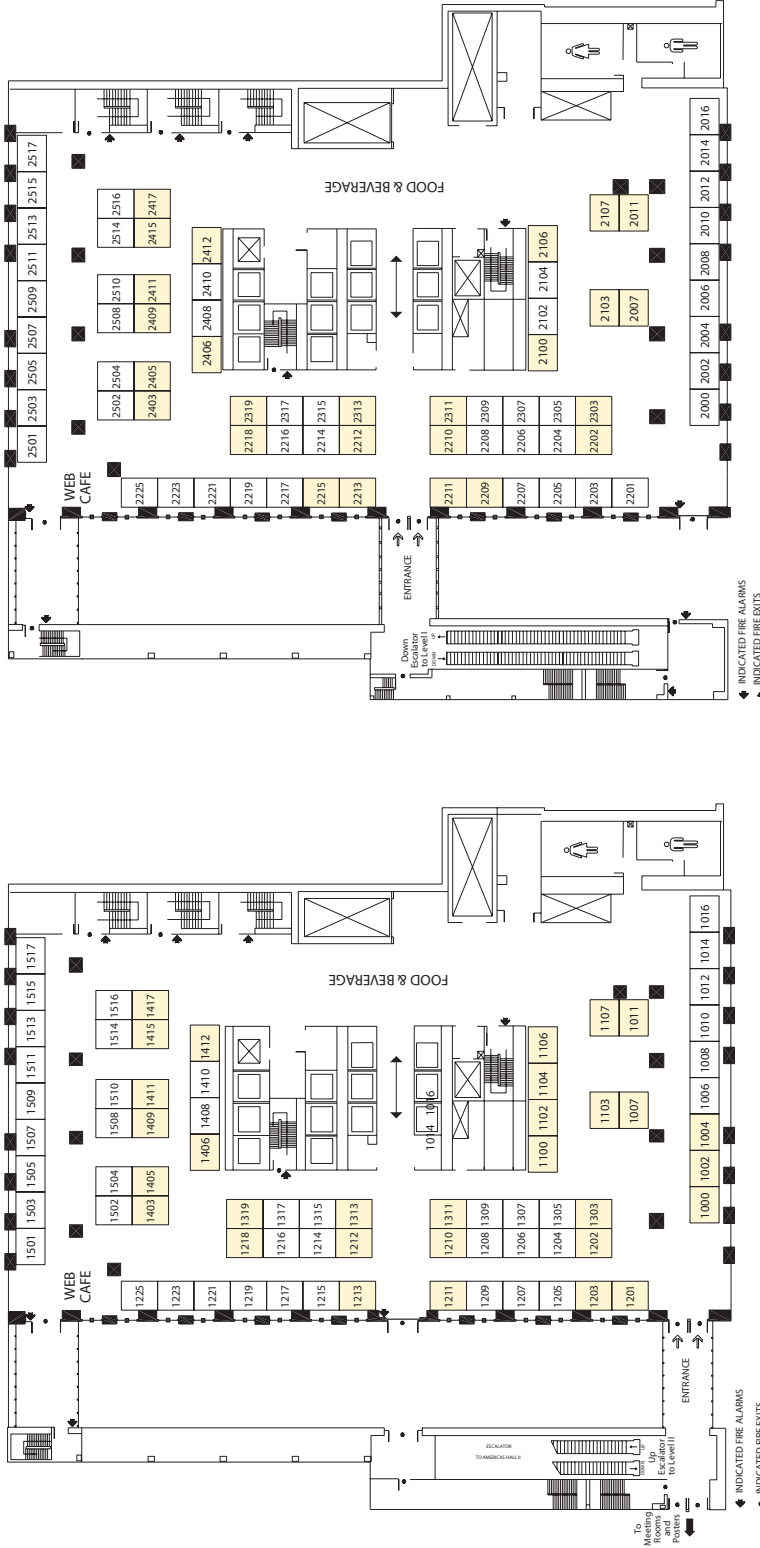 To
Meeting
Rooms
and
Posters
ESCALATOR
TO AMERICAS HALL II
UP
DOWN
Up
Escalator
to Level II
ENTRANCE
WEB
CAFE
1201
1203
1205
1207
1209
1211
1213
1215
1217
1219
1221
1223
1225
1202 1303
1204 1305
1206 1307
1208 1309
1210 1311
1212 1313
1214 1315
1216 1317
1218 1319
1100 1102 1104 1106
1014 1016
1406 1408 1410 1412
1502 1504
1403 1405
1508 1510
1409 1411
1514 1516
1415 1417
1501 1503 1505 1507 1509 1511 1513 1515 1517
1103
1007
1107
1011
1000 1002 1004 1006 1008 1010 1012 1014 1016
FOOD & BEVERAGE
INDICATED FIRE ALARMS
INDICATED FIRE EXITS
Down
Escalator
to Level I
DOWN
UP
ENTRANCE
WEB
CAFE
2201
2203
2205
2207
2209
2211
2213
2215
2217
2219
2221
2223
2225
2202 2303
2204 2305
2206 2307
2208 2309
2210 2311
2212 2313
2214 2315
2216 2317
2218 2319
2100 2102 2104 2106
2406 2408 2410 2412
2502 2504
2403 2405
2508 2510
2409 2411
2514 2516
2415 2417
2501 2503 2505 2507 2509 2511 2513 2515 2517
2103
2007
2107
2011
2000 2002 2004 2006 2008 2010 2012 2014 2016
FOOD & BEVERAGE
INDICATED FIRE ALARMS
INDICATED FIRE EXITS